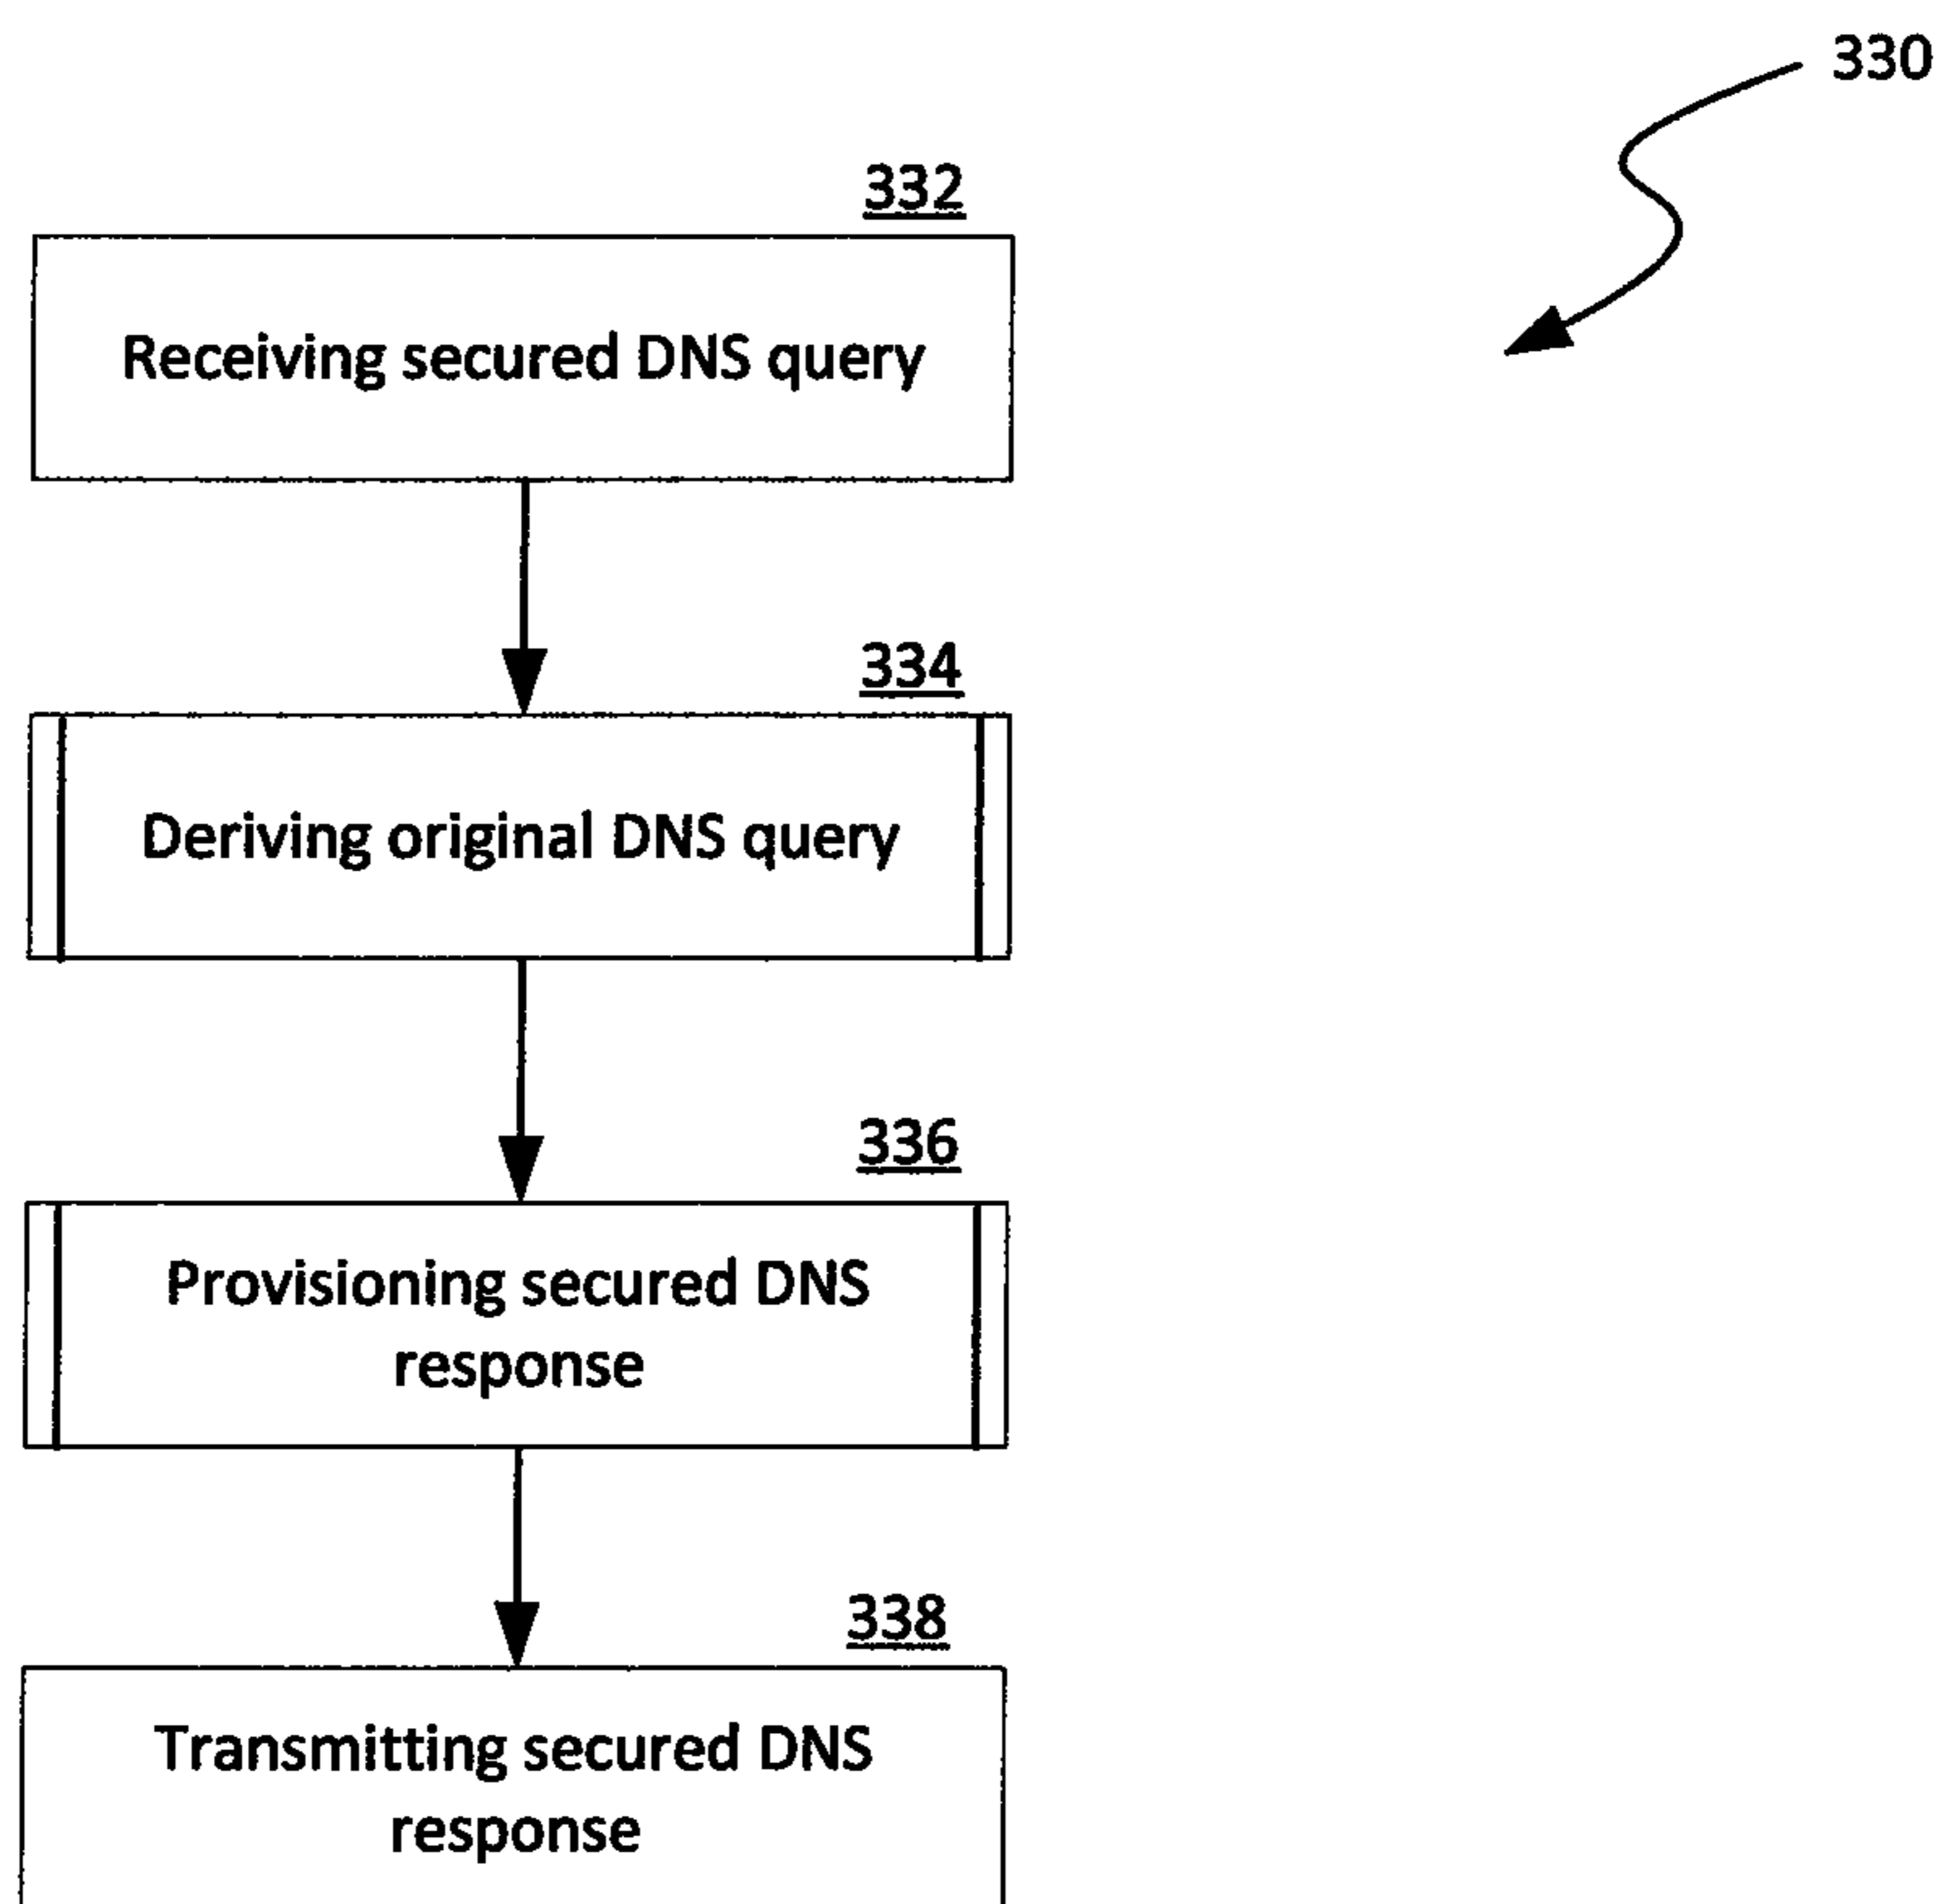 330
332
Receiving secured DNS query
334
Deriving original DNS query
336
Provisioning secured DNS
response
338
Transmitting secured DNS
response